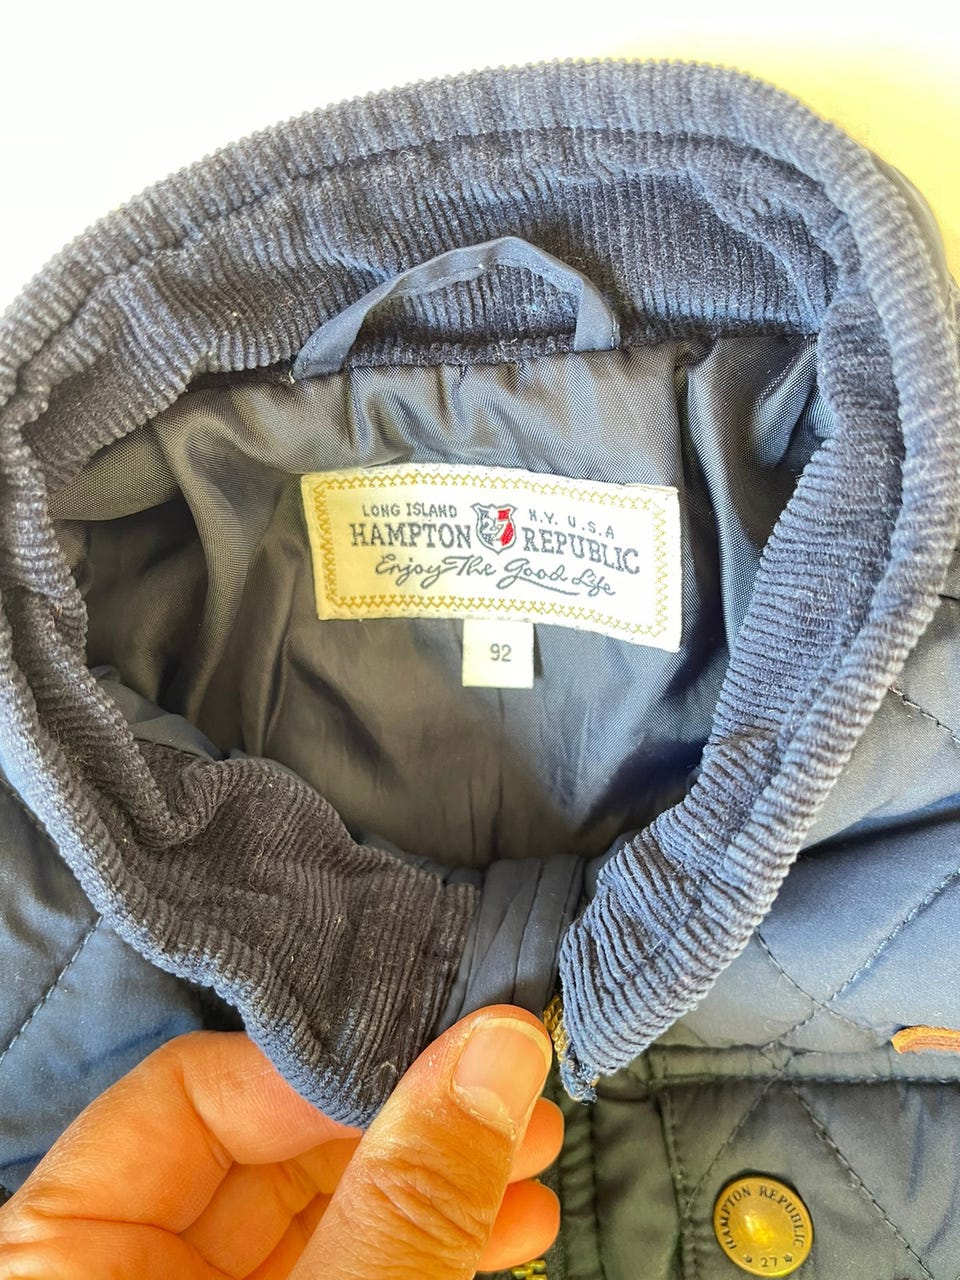 LONG ISLAND 27 N.Y. U.S.A
HAMPTON REPUBLIC
Enjoy The Good Life
92
HAMPTON REPUBLIC
27